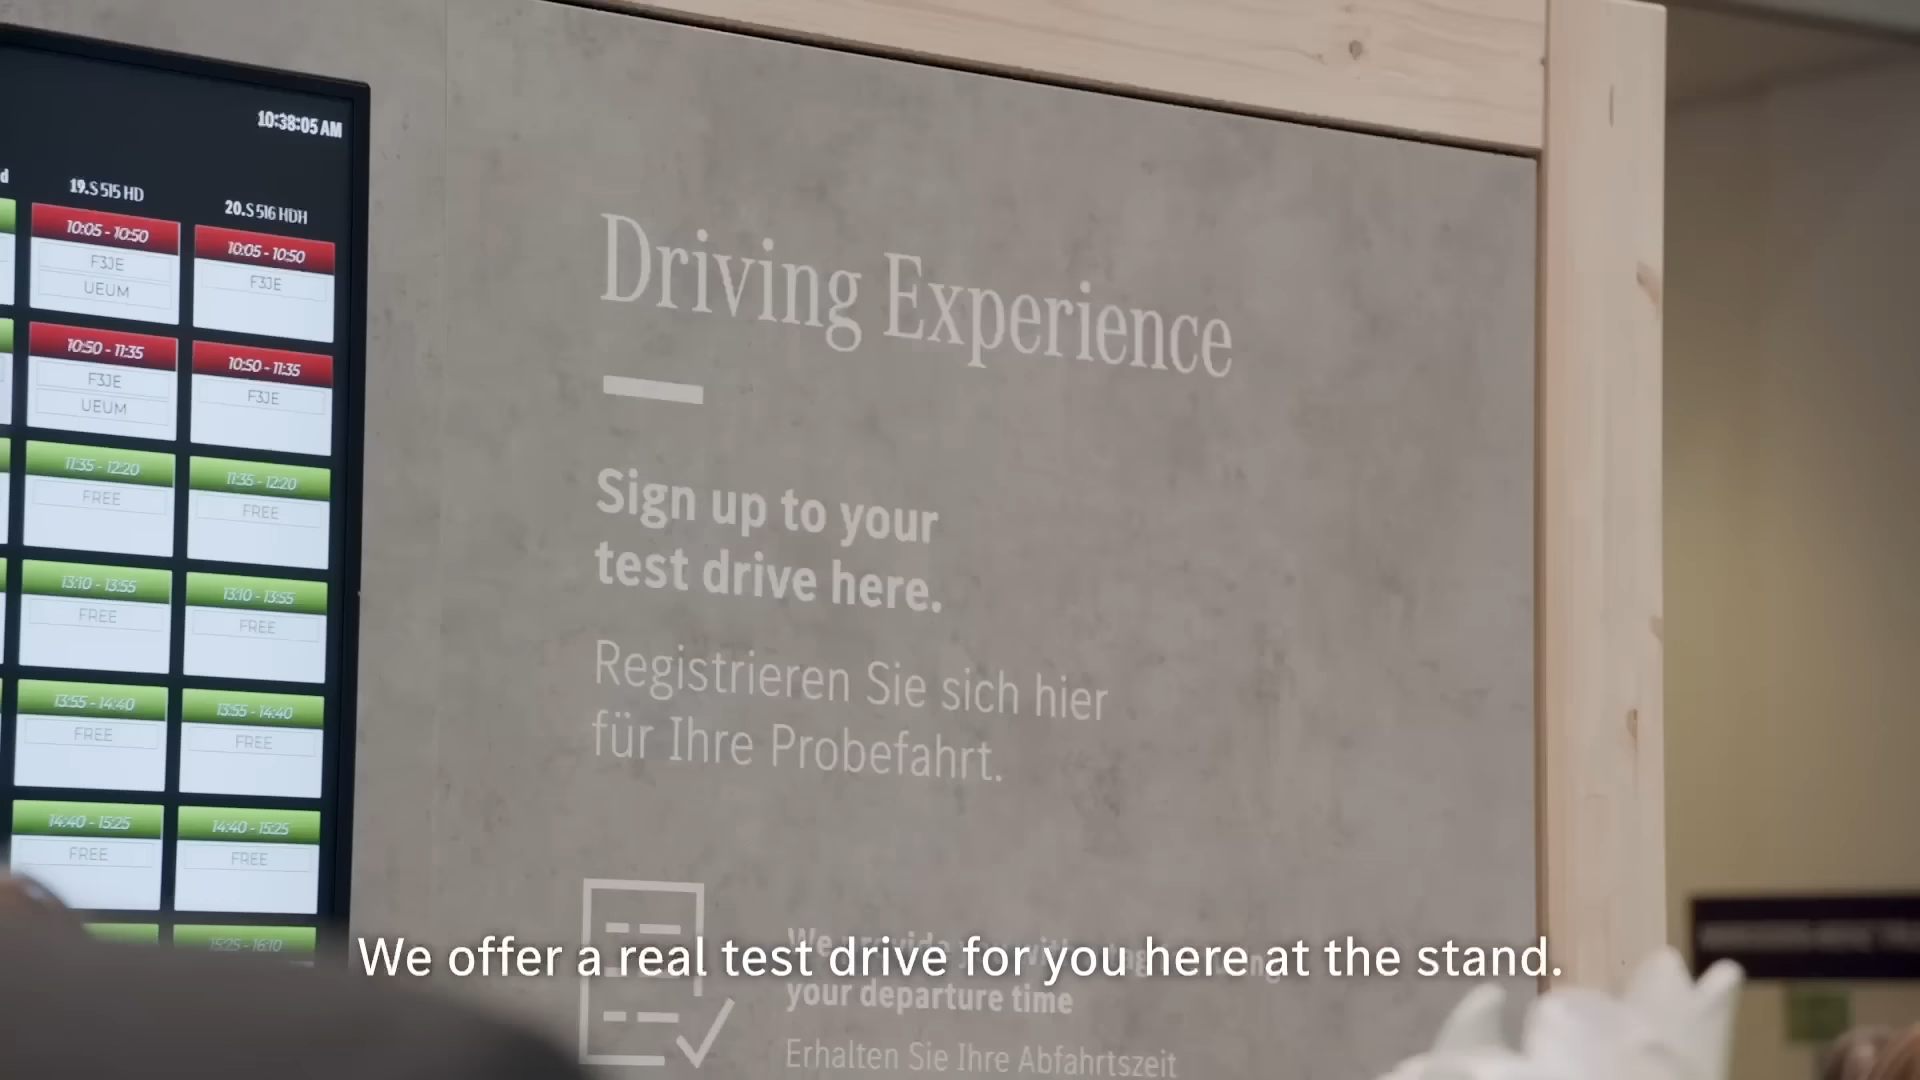 10:38:05 AM
d
19.S 515 HD
20.S 516 HDH
10:05 - 10:50
10:05 - 10:50
F3JE
F3JE
UEUM
10:50 - 11:35
10:50 - 11:35
F3JE
F3JE
UEUM
11:35 - 12:20
11:35 - 12:20
FREE
FREE
13:10 - 13:55
13:10 - 13:55
FREE
FREE
13:55 - 14:40
13:55 - 14:40
FREE
FREE
14:40 - 15:25
14:40 - 15:25
FREE
FREE
15:25 - 16:10
Driving Experience
Sign up to your
test drive here.
Registrieren Sie sich hier
für Ihre Probefahrt.
We
your departure time
Erhalten Sie Ihre Abfahrtszeit
We offer a real test drive for you here at the stand.